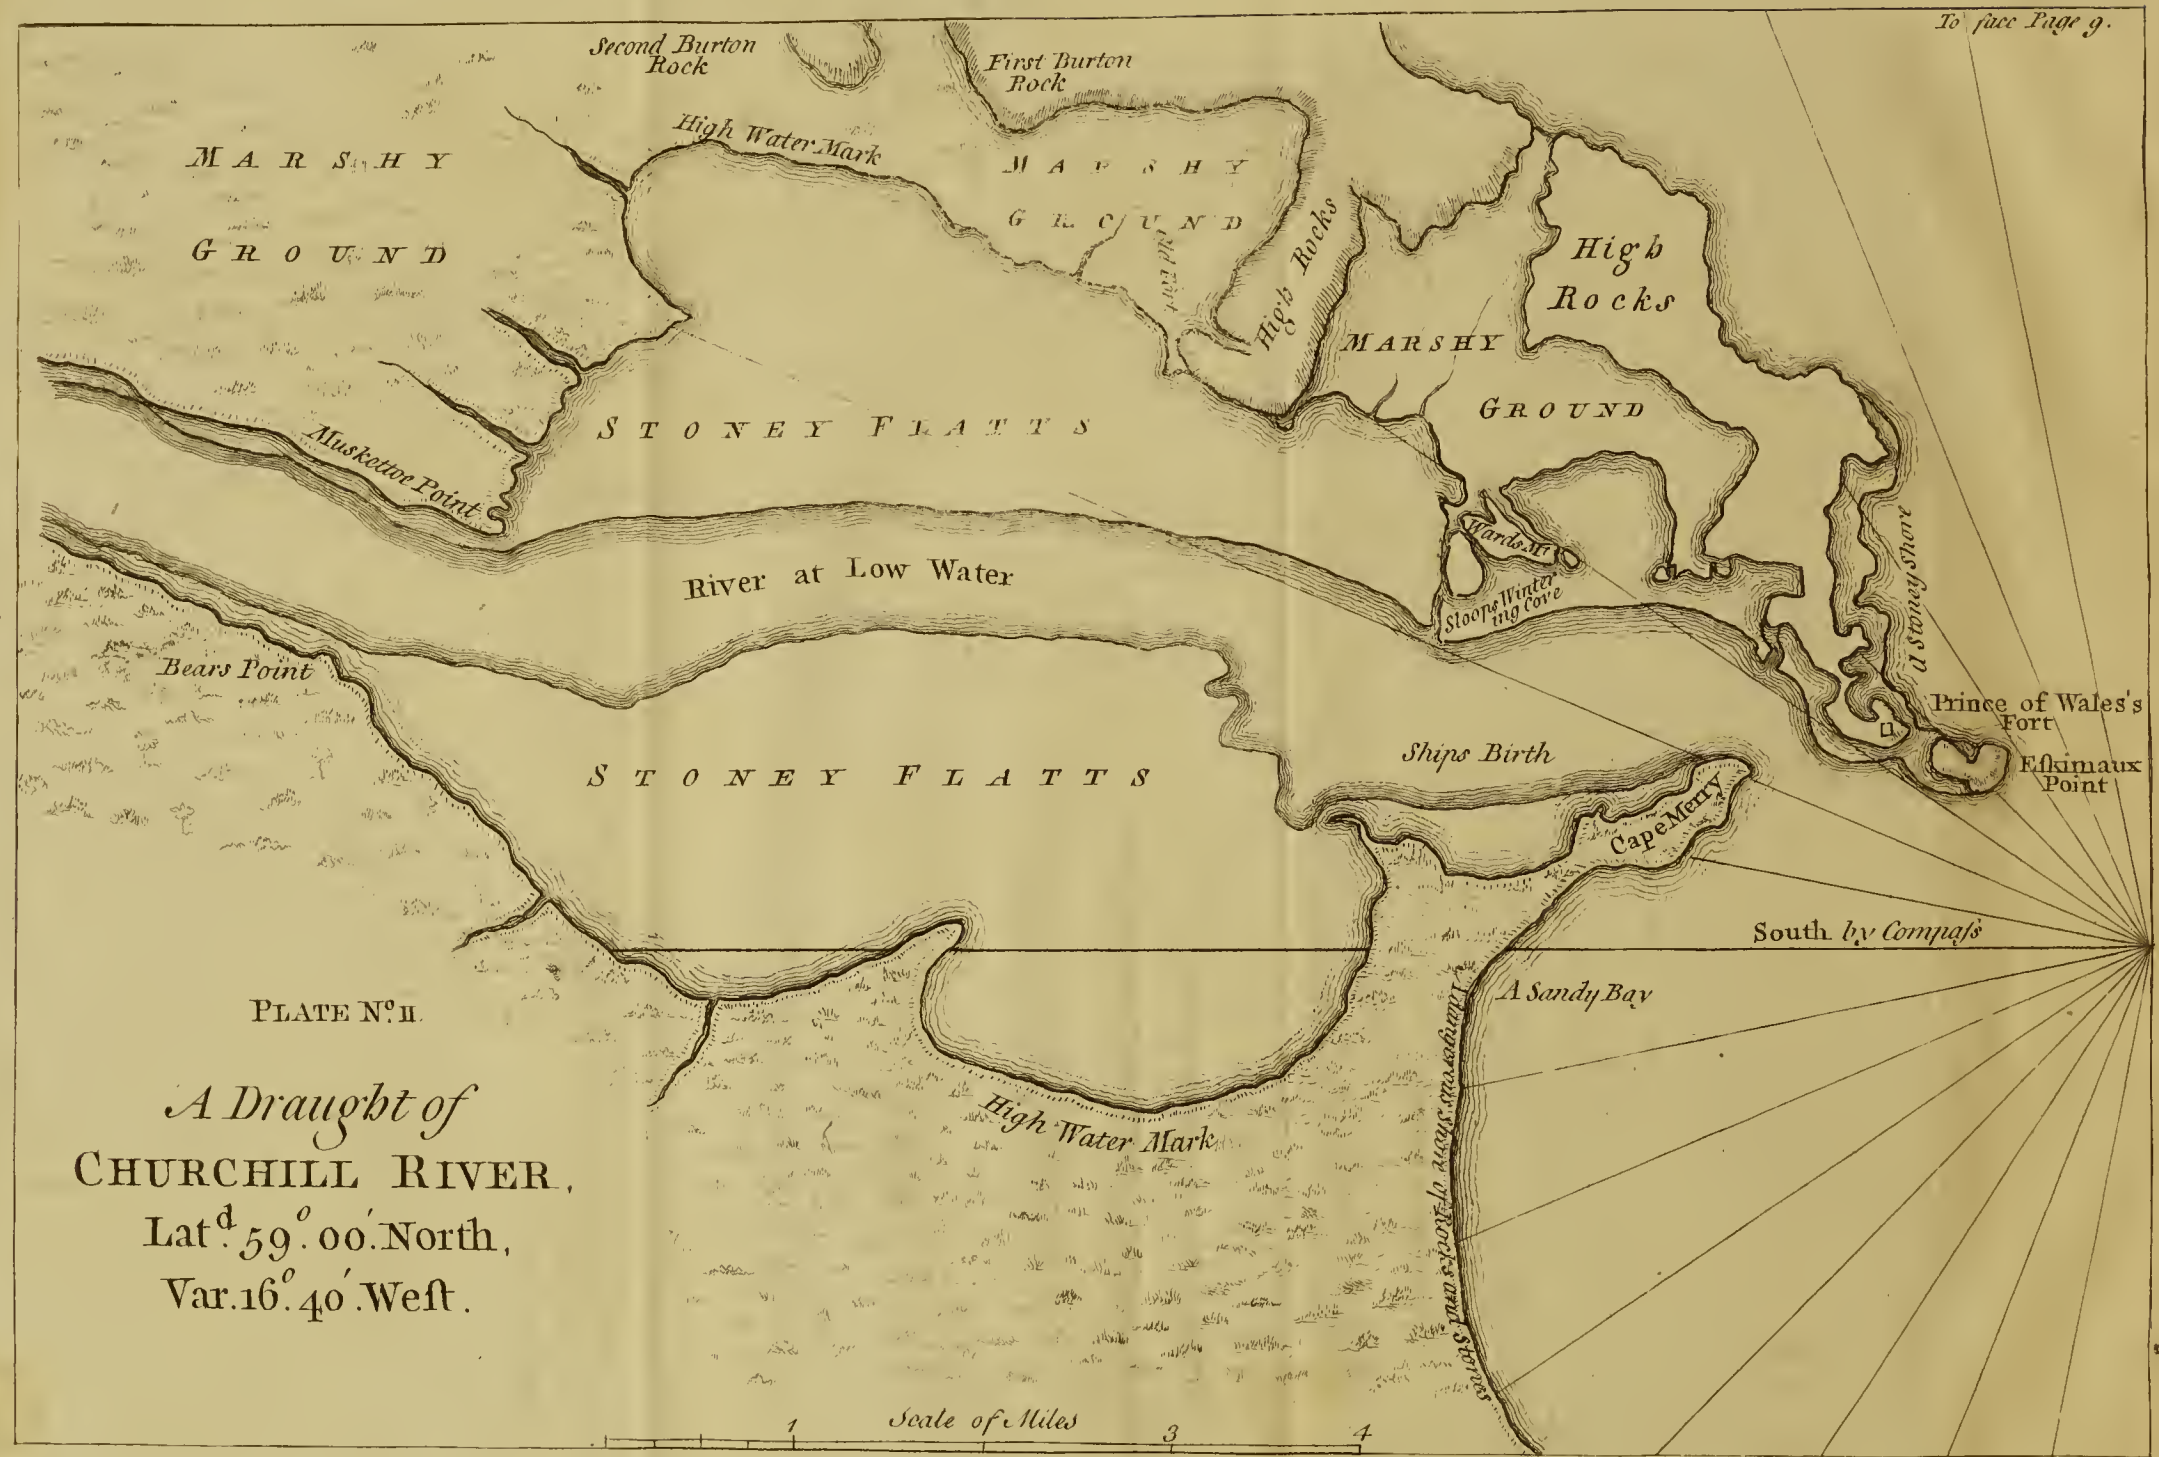 To face Page 9.
Second Burton
Rock
First Burton
Rock
High Water Mark
MARSHY
GROUND
MARSHY
GROUND
Old Fort
High Rocks
High
Rocks
MARSHY
GROUND
Muskettoe Point
STONEY FLATTS
Wards Mt
Sloops Winter
ing Cove
A Stoney Shore
River at Low Water
Bears Point
Prince of Wales's
Fort
Eſkimaux
Point
Ships Birth
STONEY FLATTS
Cape Merry
South by Compaſs
A Sandy Bay
A dangerous Shore of Rocks and Stones
High Water Mark
PLATE No. II.
A Draught of
CHURCHILL RIVER,
Latd. 59°. 00'. North,
Var. 16°. 40'. Weſt.
Scale of Miles
1 3 4